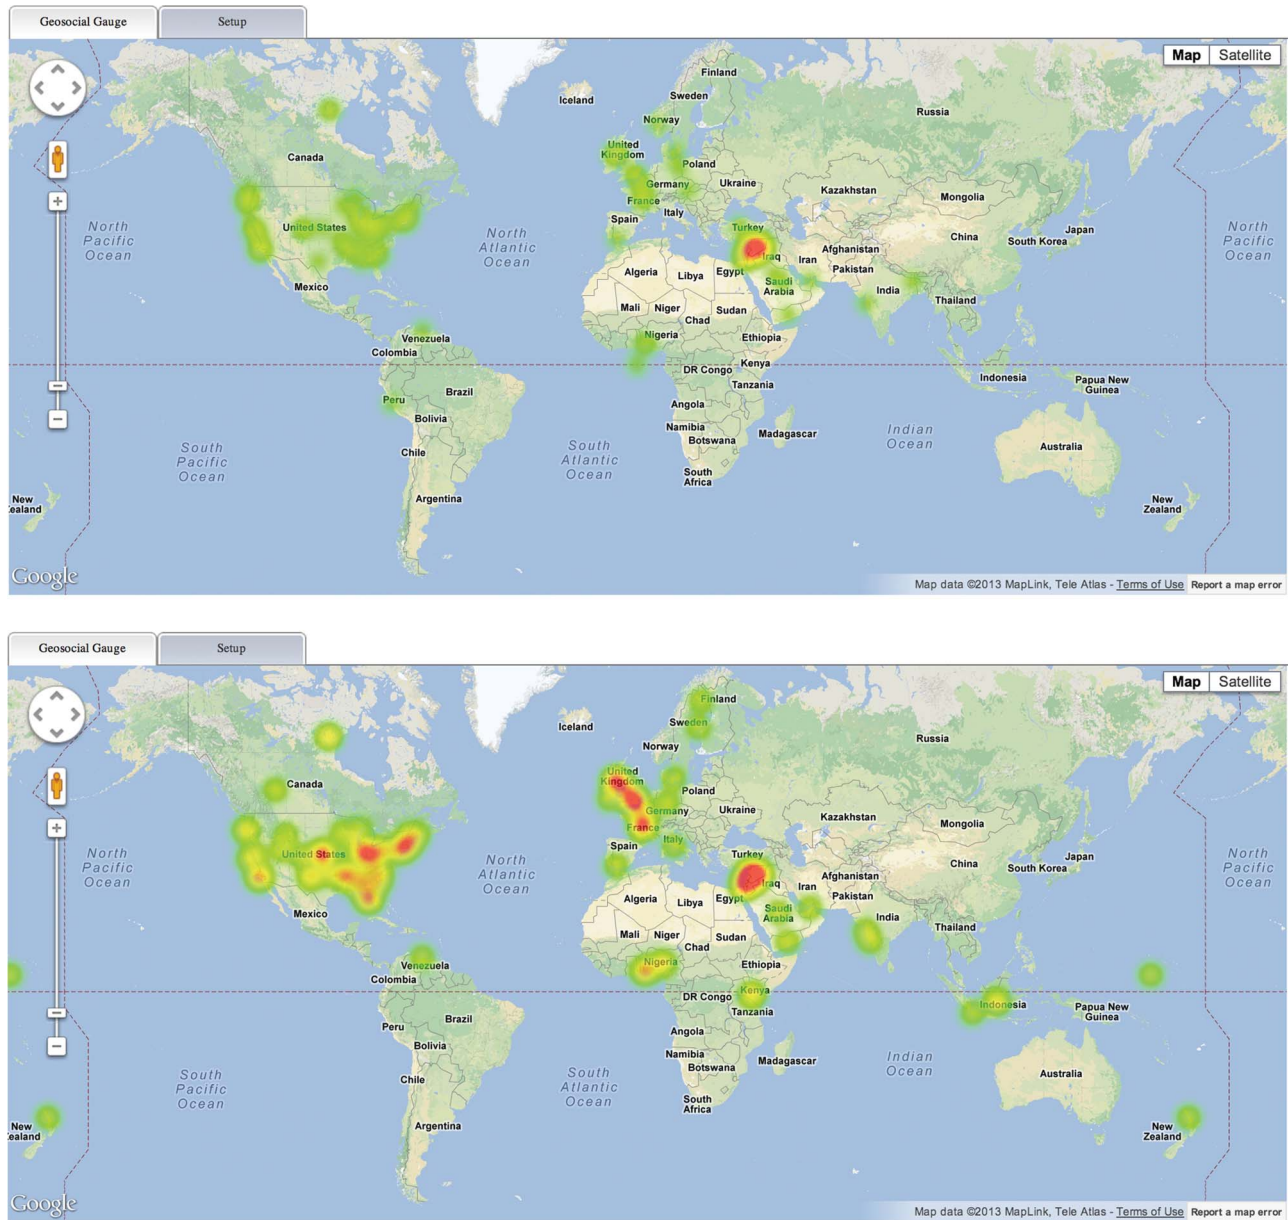 Geosocial Gauge Setup
Map Satellite
Finland
Iceland
Sweden
Russia
Norway
United
Kingdom
Canada
Poland
Germany
Ukraine
Kazakhstan
Mongolia
France
Italy
Spain
United States
North
Pacific
Ocean
North
Atlantic
Ocean
Turkey
China
Japan
South Korea
North
Pacific
Ocean
Afghanistan
Iraq
Iran
Pakistan
Algeria
Libya
Egypt
Saudi
Arabia
Mexico
India
Thailand
Mali
Niger
Chad
Sudan
Nigeria
Ethiopia
Venezuela
Colombia
DR Congo
Kenya
Tanzania
Indonesia
Papua New
Guinea
Peru
Brazil
Angola
Bolivia
Namibia
Botswana
Madagascar
Indian
Ocean
Australia
South
Pacific
Ocean
Chile
South
Atlantic
Ocean
South
Africa
Argentina
New
Zealand
New
ealand
Google
Map data ©2013 MapLink, Tele Atlas - Terms of Use Report a map error
Geosocial Gauge Setup
Map Satellite
Finland
Iceland
Sweden
Russia
Norway
United
Kingdom
Canada
Poland
Germany
Ukraine
Kazakhstan
Mongolia
France
Italy
Spain
United States
North
Pacific
Ocean
North
Atlantic
Ocean
Turkey
China
Japan
South Korea
North
Pacific
Ocean
Afghanistan
Iraq
Iran
Pakistan
Algeria
Libya
Egypt
Saudi
Arabia
Mexico
India
Thailand
Mali
Niger
Chad
Sudan
Nigeria
Ethiopia
Venezuela
Colombia
DR Congo
Kenya
Tanzania
Indonesia
Papua New
Guinea
Peru
Brazil
Angola
Bolivia
Namibia
Botswana
Madagascar
Indian
Ocean
Australia
South
Pacific
Ocean
Chile
South
Atlantic
Ocean
South
Africa
Argentina
New
Zealand
New
ealand
Google
Map data ©2013 MapLink, Tele Atlas - Terms of Use Report a map error